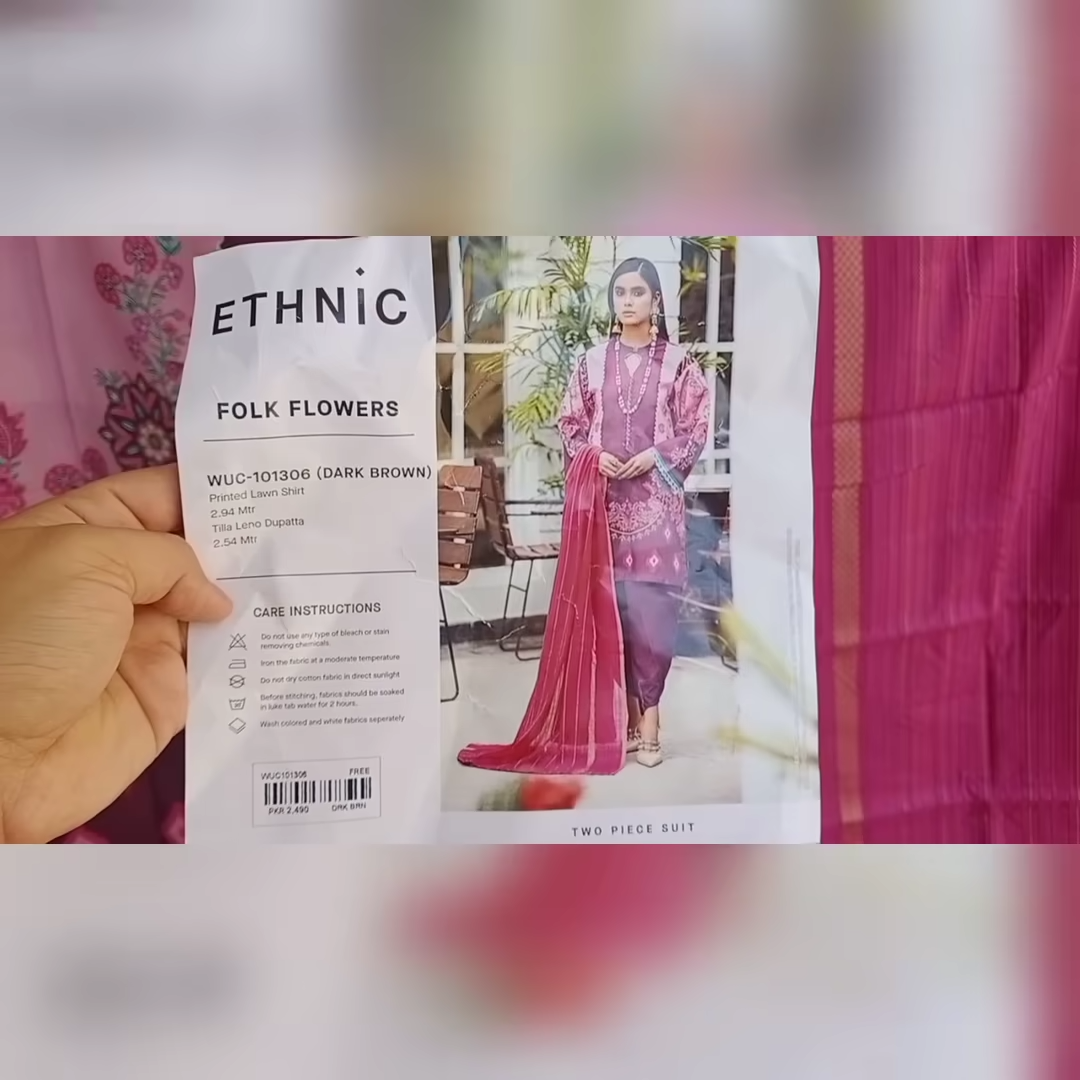 ETHNIC
FOLK FLOWERS
WUC-101306 (DARK BROWN)
Printed Lawn Shirt
2.94 Mtr
Tilla Leno Dupatta
2.54 Mtr
CARE INSTRUCTIONS
Do not use any type of bleach or stain
removing chemicals.
Iron the fabric at a moderate temperature
Do not dry cotton fabric in direct sunlight
Before stitching, fabrics should be soaked
in luke tab water for 2 hours.
Wash colored and white fabrics seperately
WUC101306 FREE
PKR 2,490 DRK BRN
TWO PIECE SUIT